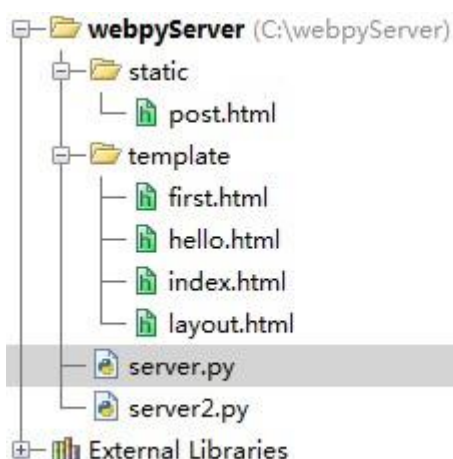 webpyServer (C:\webpyServer)
static
post.html
template
first.html
hello.html
index.html
layout.html
server.py
server2.py
External Libraries